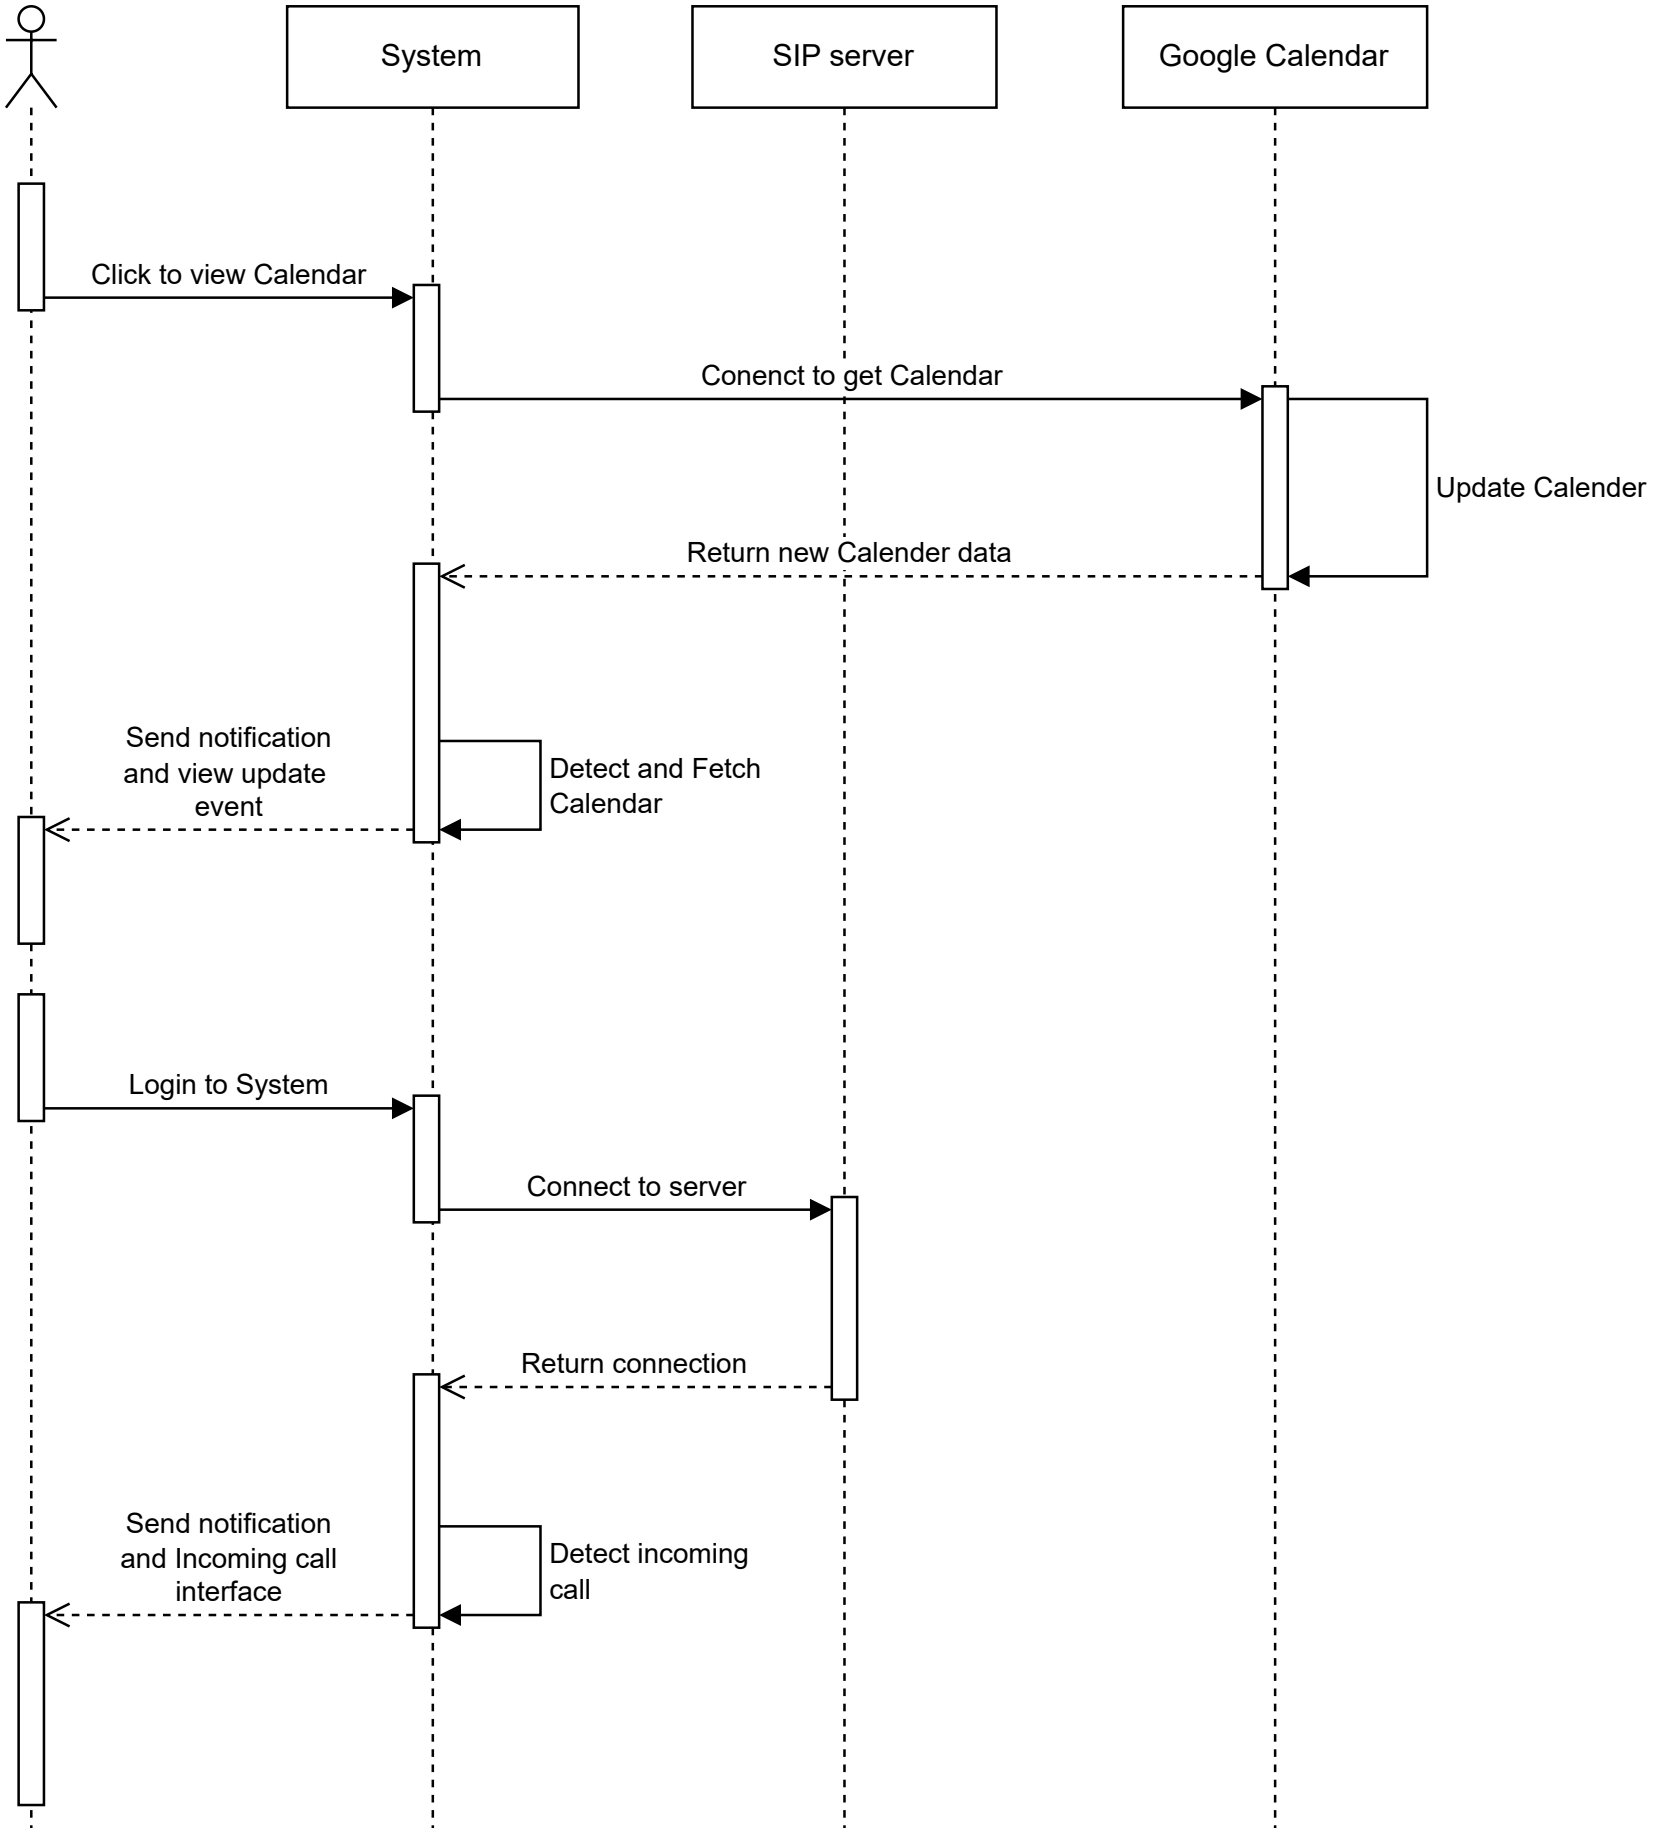 System
SIP server
Google Calendar
Click to view Calendar
Conenct to get Calendar
Update Calender
Return new Calender data
Send notification
and view update
event
Detect and Fetch
Calendar
Login to System
Connect to server
Return connection
Send notification
and Incoming call
interface
Detect incoming
call